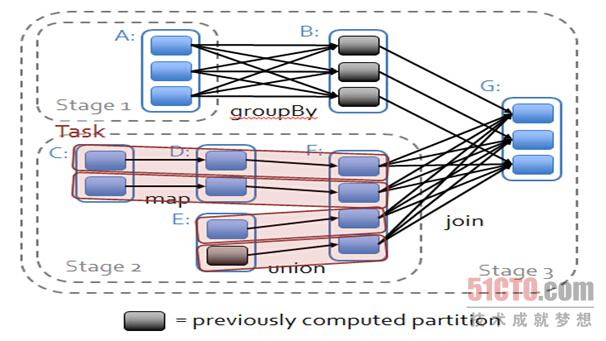 A:
B:
G:
Stage 1
groupBy
Task
C:
D:
F:
map
E:
join
Stage 2
union
Stage 3
51CTO.com
技术成就梦想
= previously computed partition